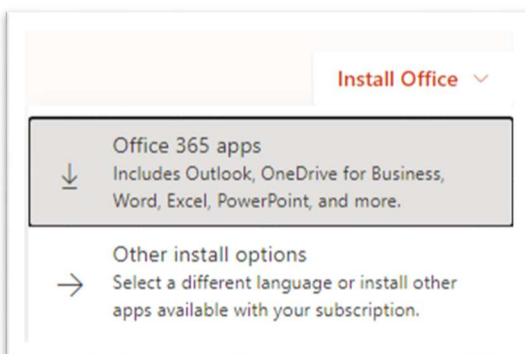 Install Office
Office 365 apps
Includes Outlook, OneDrive for Business,
Word, Excel, PowerPoint, and more.
Other install options
Select a different language or install other
apps available with your subscription.